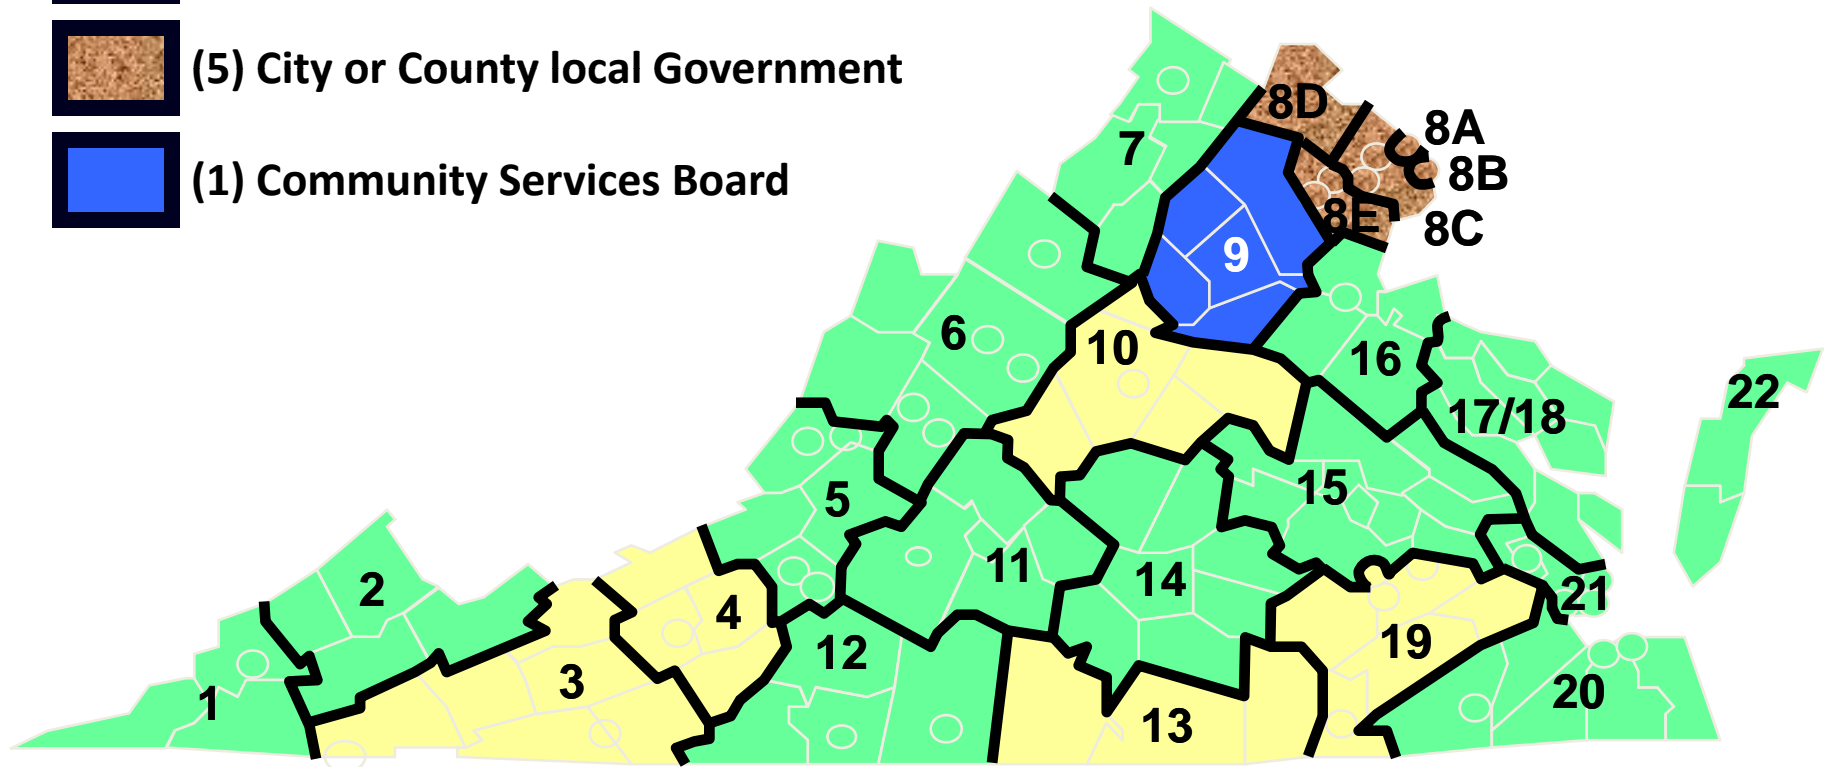 (5) City or County local Government
(1) Community Services Board
8D
8A
7
8B
8E
8C
9
6
10
16
22
17/18
5
15
11
14
2
21
4
12
19
3
1
20
13